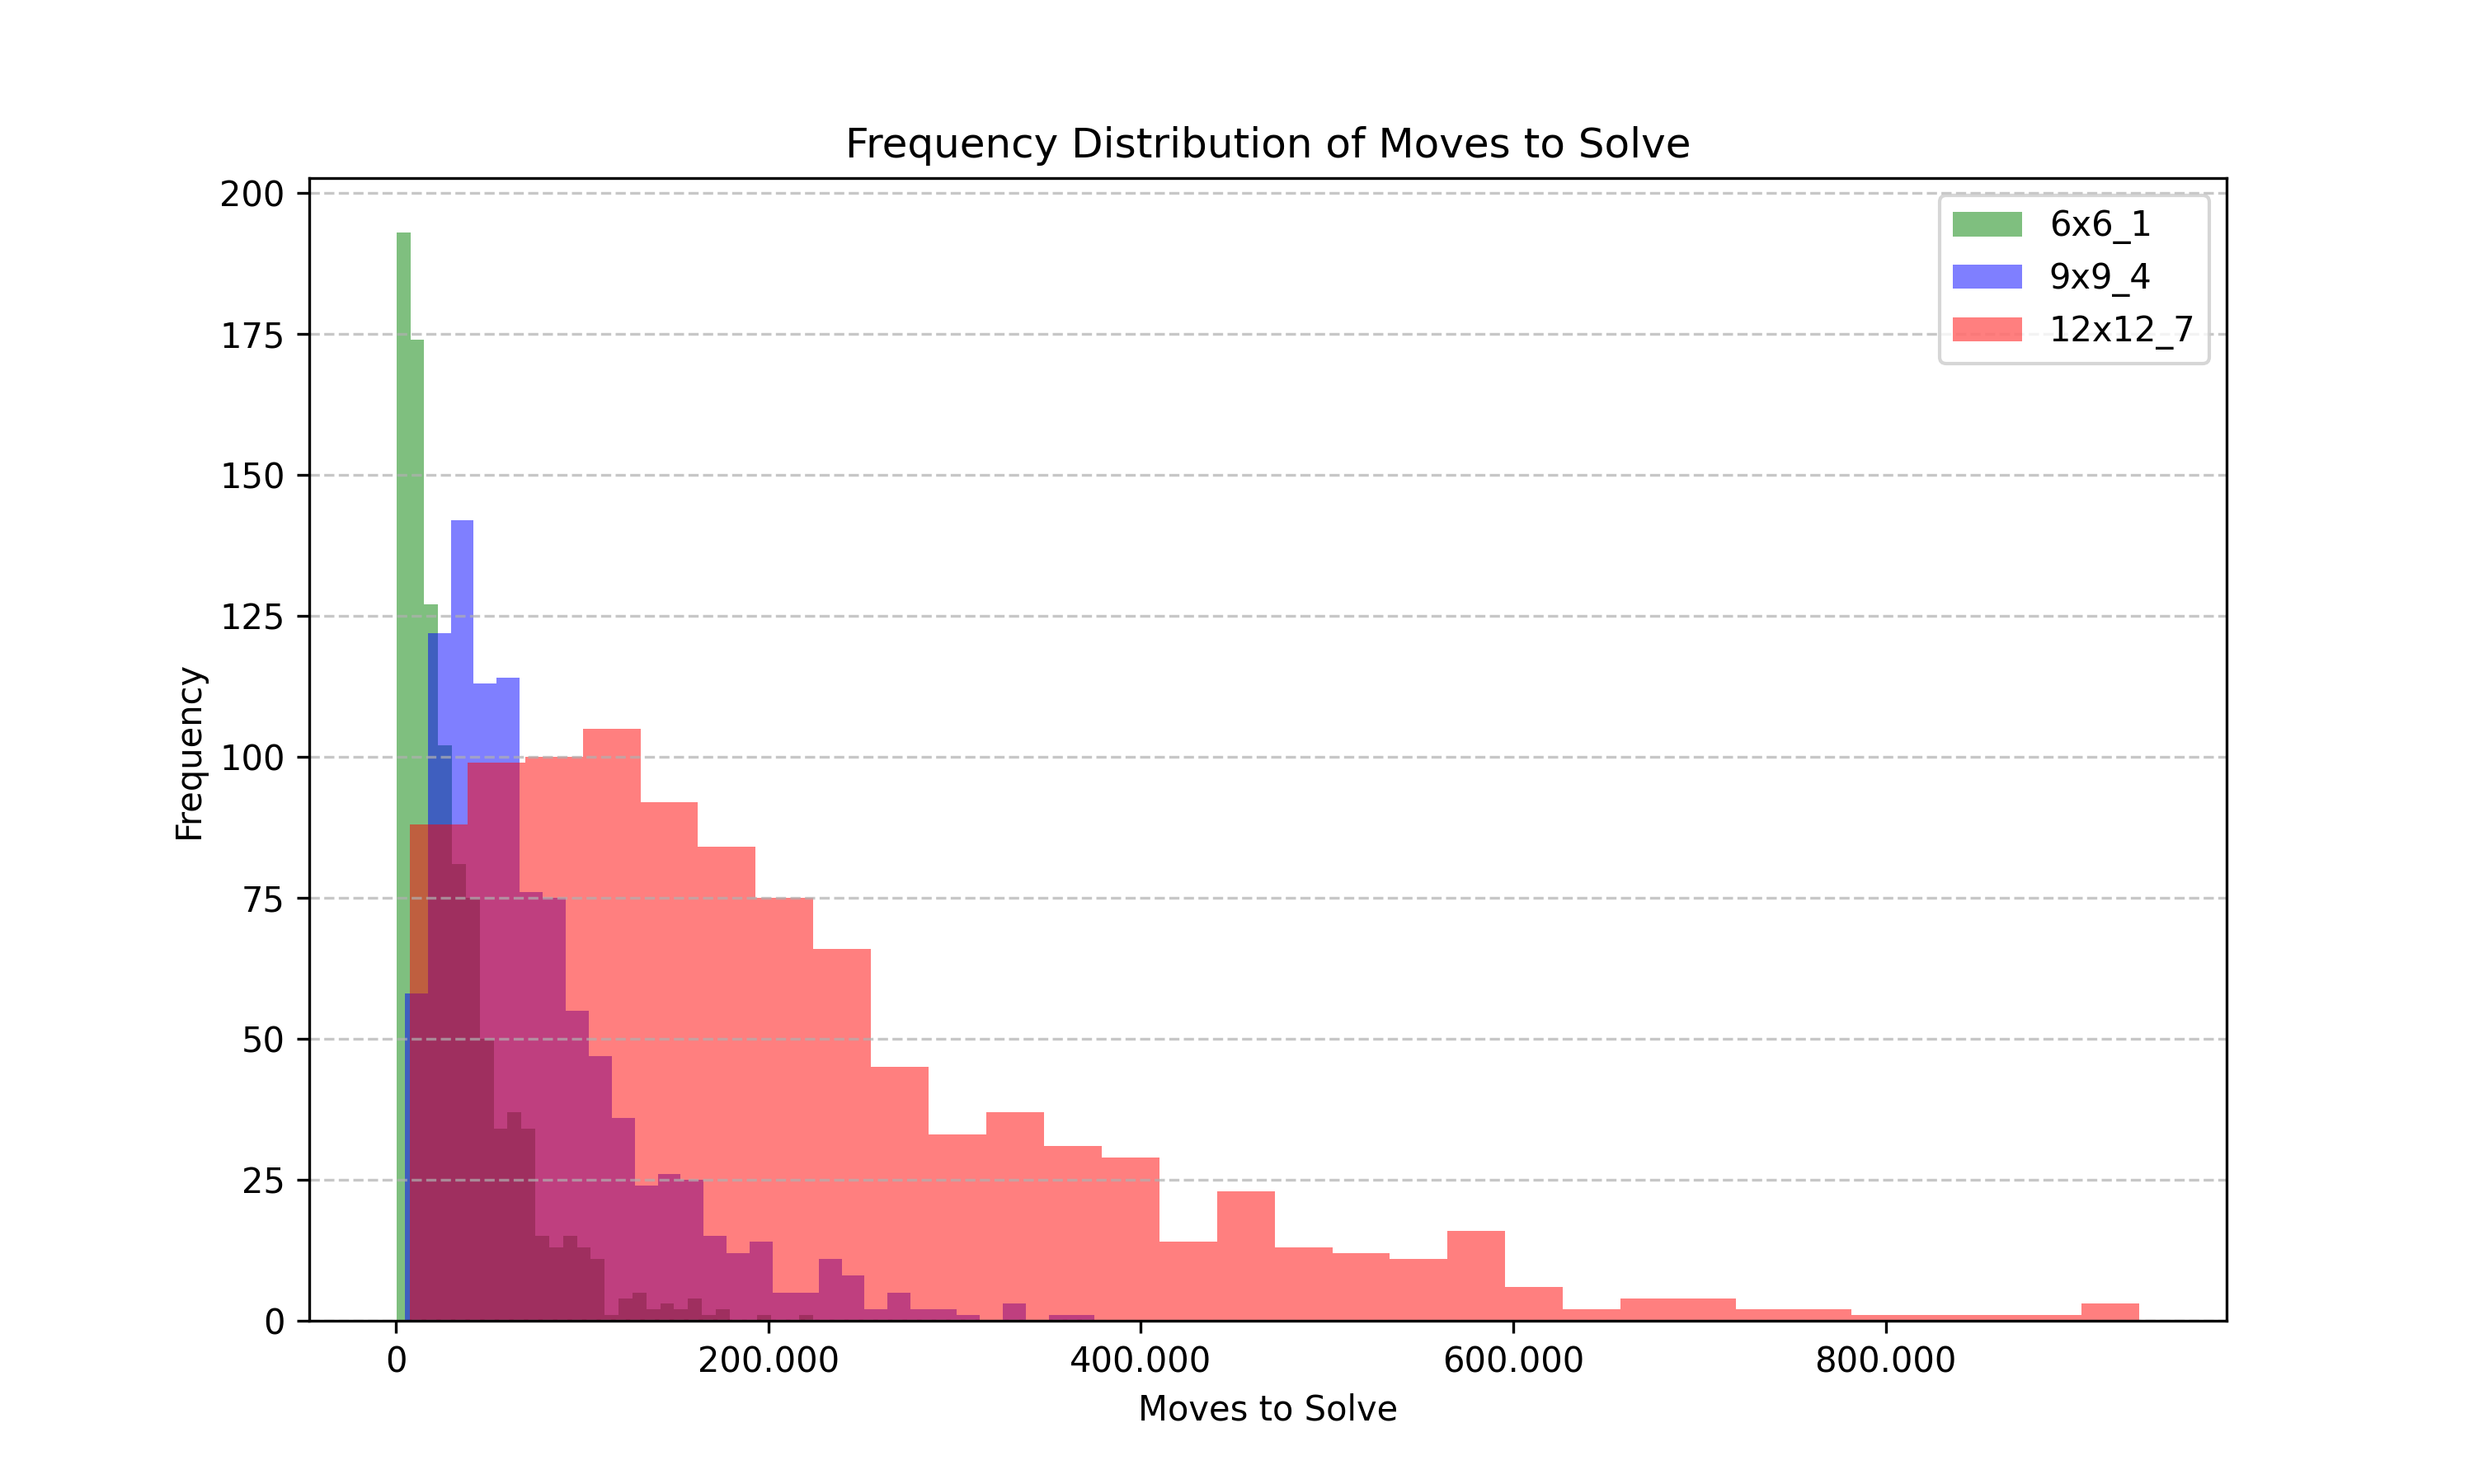 Frequency Distribution of Moves to Solve
200
175
150
125
100
75
50
25
0
Frequency
6x6_1
9x9_4
12x12_7
0 200.000 400.000 600.000 800.000
Moves to Solve